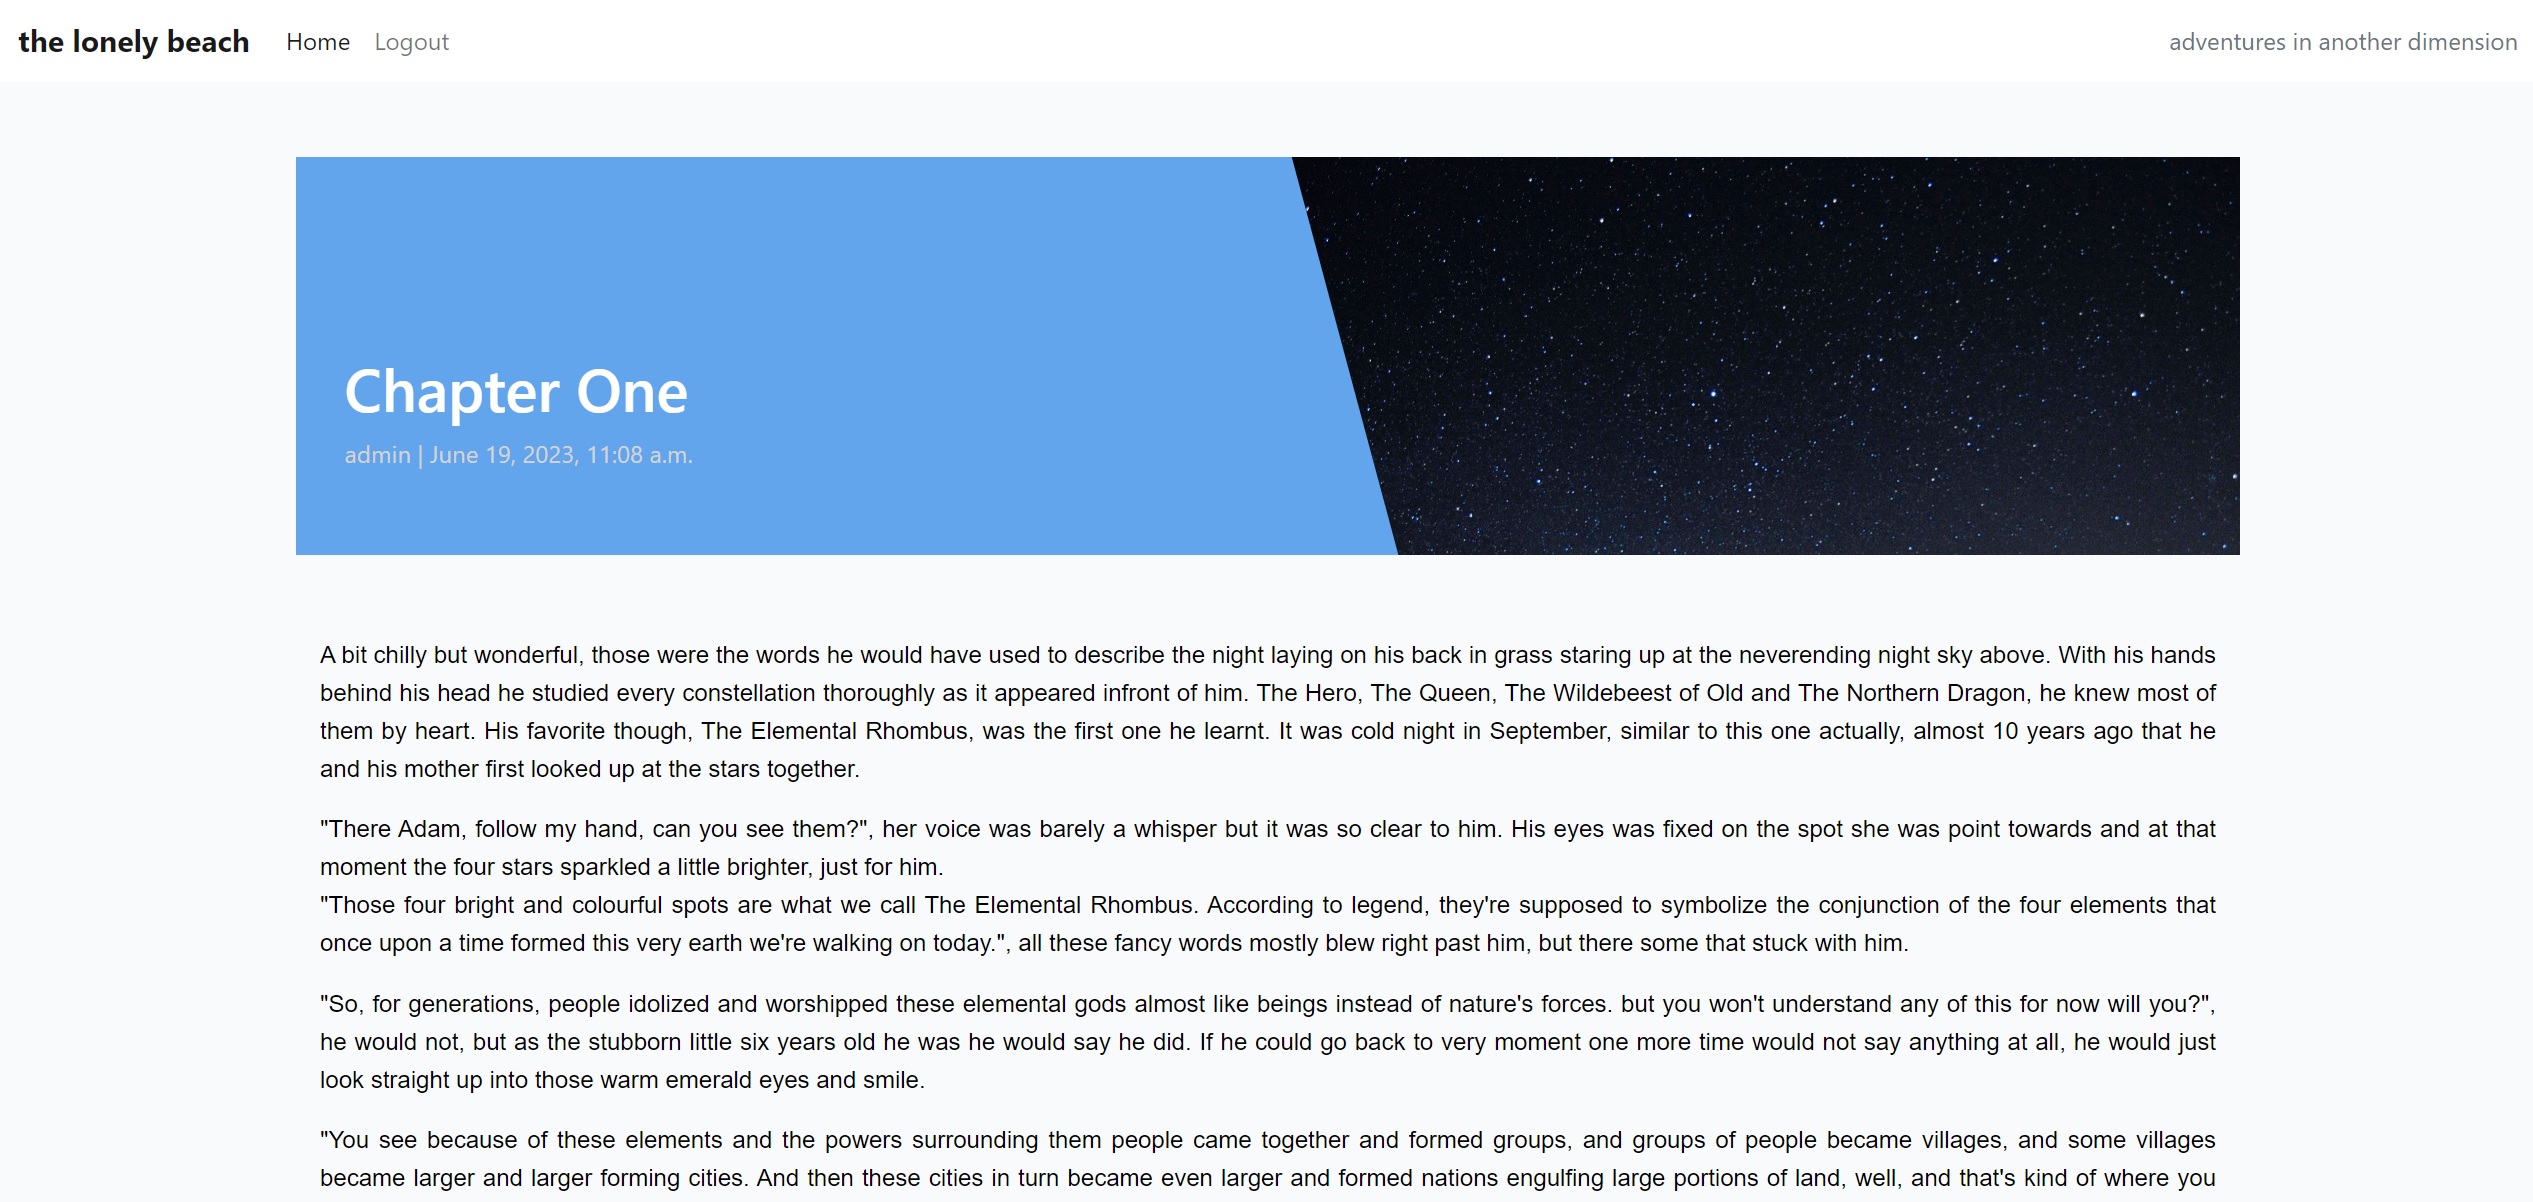 the lonely beach Home Logout adventures in another dimension
Chapter One
admin | June 19, 2023, 11:08 a.m.
A bit chilly but wonderful, those were the words he would have used to describe the night laying on his back in grass staring up at the neverending night sky above. With his hands
behind his head he studied every constellation thoroughly as it appeared infront of him. The Hero, The Queen, The Wildebeest of Old and The Northern Dragon, he knew most of
them by heart. His favorite though, The Elemental Rhombus, was the first one he learnt. It was cold night in September, similar to this one actually, almost 10 years ago that he
and his mother first looked up at the stars together.
"There Adam, follow my hand, can you see them?", her voice was barely a whisper but it was so clear to him. His eyes was fixed on the spot she was point towards and at that
moment the four stars sparkled a little brighter, just for him.
"Those four bright and colourful spots are what we call The Elemental Rhombus. According to legend, they're supposed to symbolize the conjunction of the four elements that
once upon a time formed this very earth we're walking on today.", all these fancy words mostly blew right past him, but there some that stuck with him.
"So, for generations, people idolized and worshipped these elemental gods almost like beings instead of nature's forces. but you won't understand any of this for now will you?",
he would not, but as the stubborn little six years old he was he would say he did. If he could go back to very moment one more time would not say anything at all, he would just
look straight up into those warm emerald eyes and smile.
"You see because of these elements and the powers surrounding them people came together and formed groups, and groups of people became villages, and some villages
became larger and larger forming cities. And then these cities in turn became even larger and formed nations engulfing large portions of land, well, and that's kind of where you